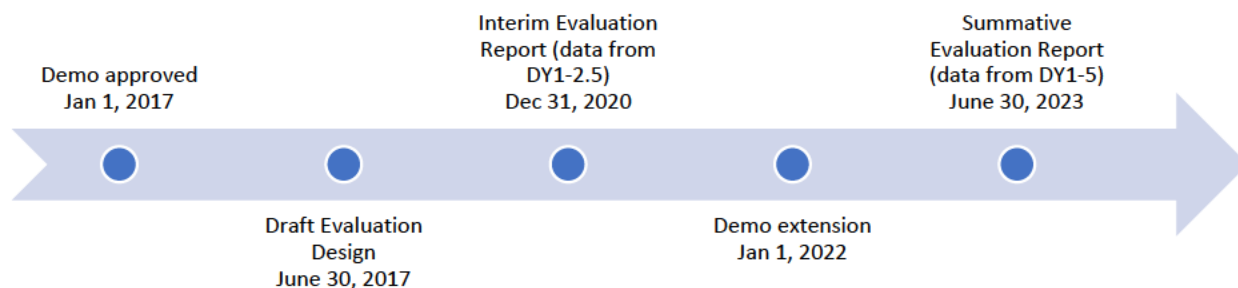 Demo approved
Jan 1, 2017
Draft Evaluation
Design
June 30, 2017
Interim Evaluation
Report (data from
DY1-2.5)
Dec 31, 2020
Demo extension
Jan 1, 2022
Summative
Evaluation Report
(data from DY1-5)
June 30, 2023